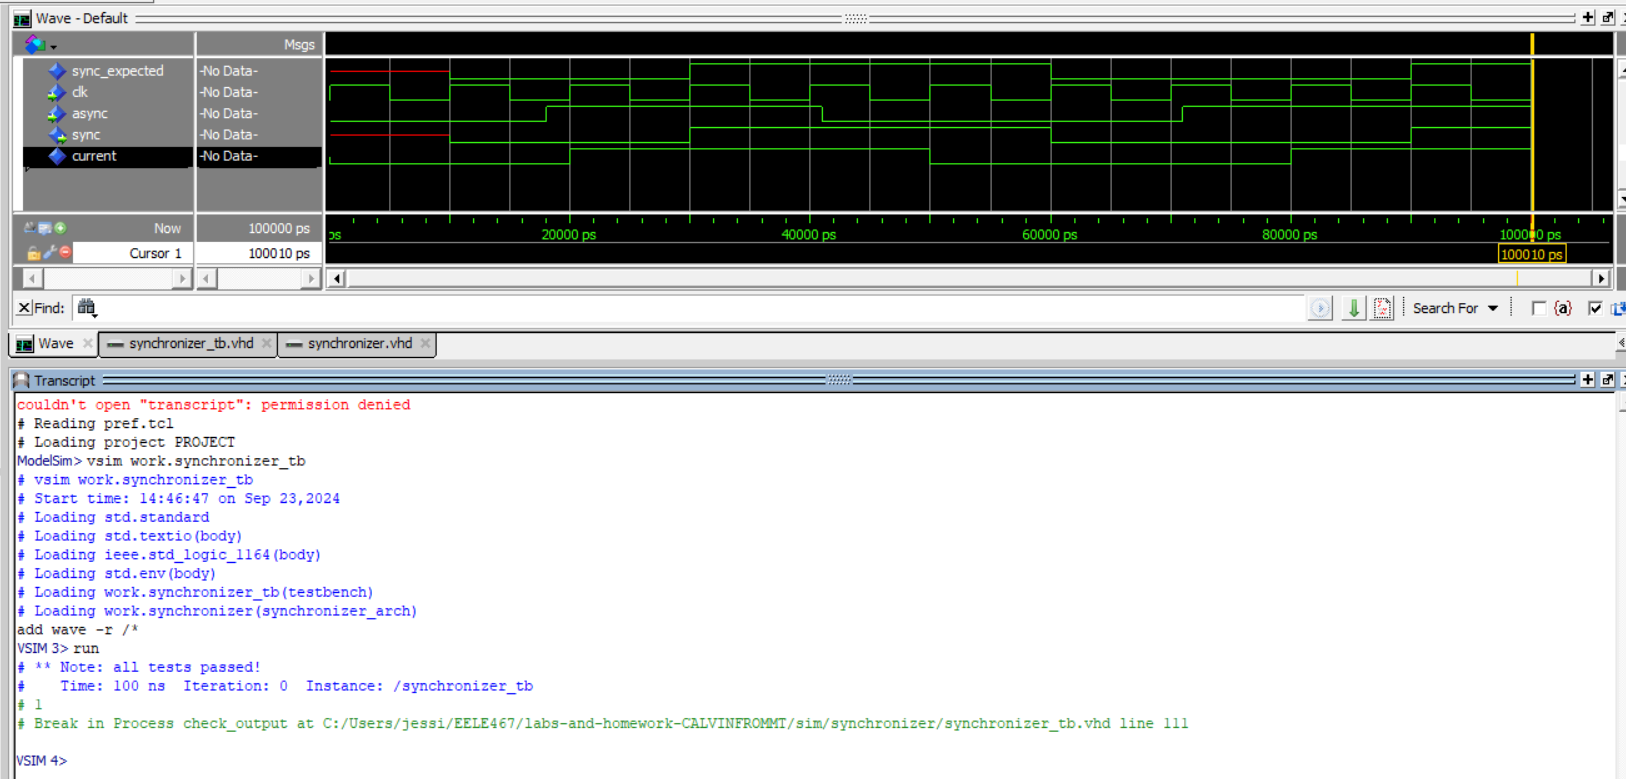 Wave - Default
Msgs
sync_expected -No Data-
clk -No Data-
async -No Data-
sync -No Data-
current -No Data-
Now 100000 ps
ps 20000 ps 40000 ps 60000 ps 80000 ps 100000 ps
Cursor 1 100010 ps 100010 ps
Find: Search For {a}
Wave synchronizer_tb.vhd synchronizer.vhd
Transcript
couldn't open "transcript": permission denied
# Reading pref.tcl
# Loading project PROJECT
ModelSim> vsim work.synchronizer_tb
# vsim work.synchronizer_tb
# Start time: 14:46:47 on Sep 23,2024
# Loading std.standard
# Loading std.textio(body)
# Loading ieee.std_logic_1164(body)
# Loading std.env(body)
# Loading work.synchronizer_tb(testbench)
# Loading work.synchronizer(synchronizer_arch)
add wave -r /*
VSIM 3> run
# ** Note: all tests passed!
#    Time: 100 ns  Iteration: 0  Instance: /synchronizer_tb
# 1
# Break in Process check_output at C:/Users/jessi/EELE467/labs-and-homework-CALVINFROMMT/sim/synchronizer/synchronizer_tb.vhd line 111
VSIM 4>